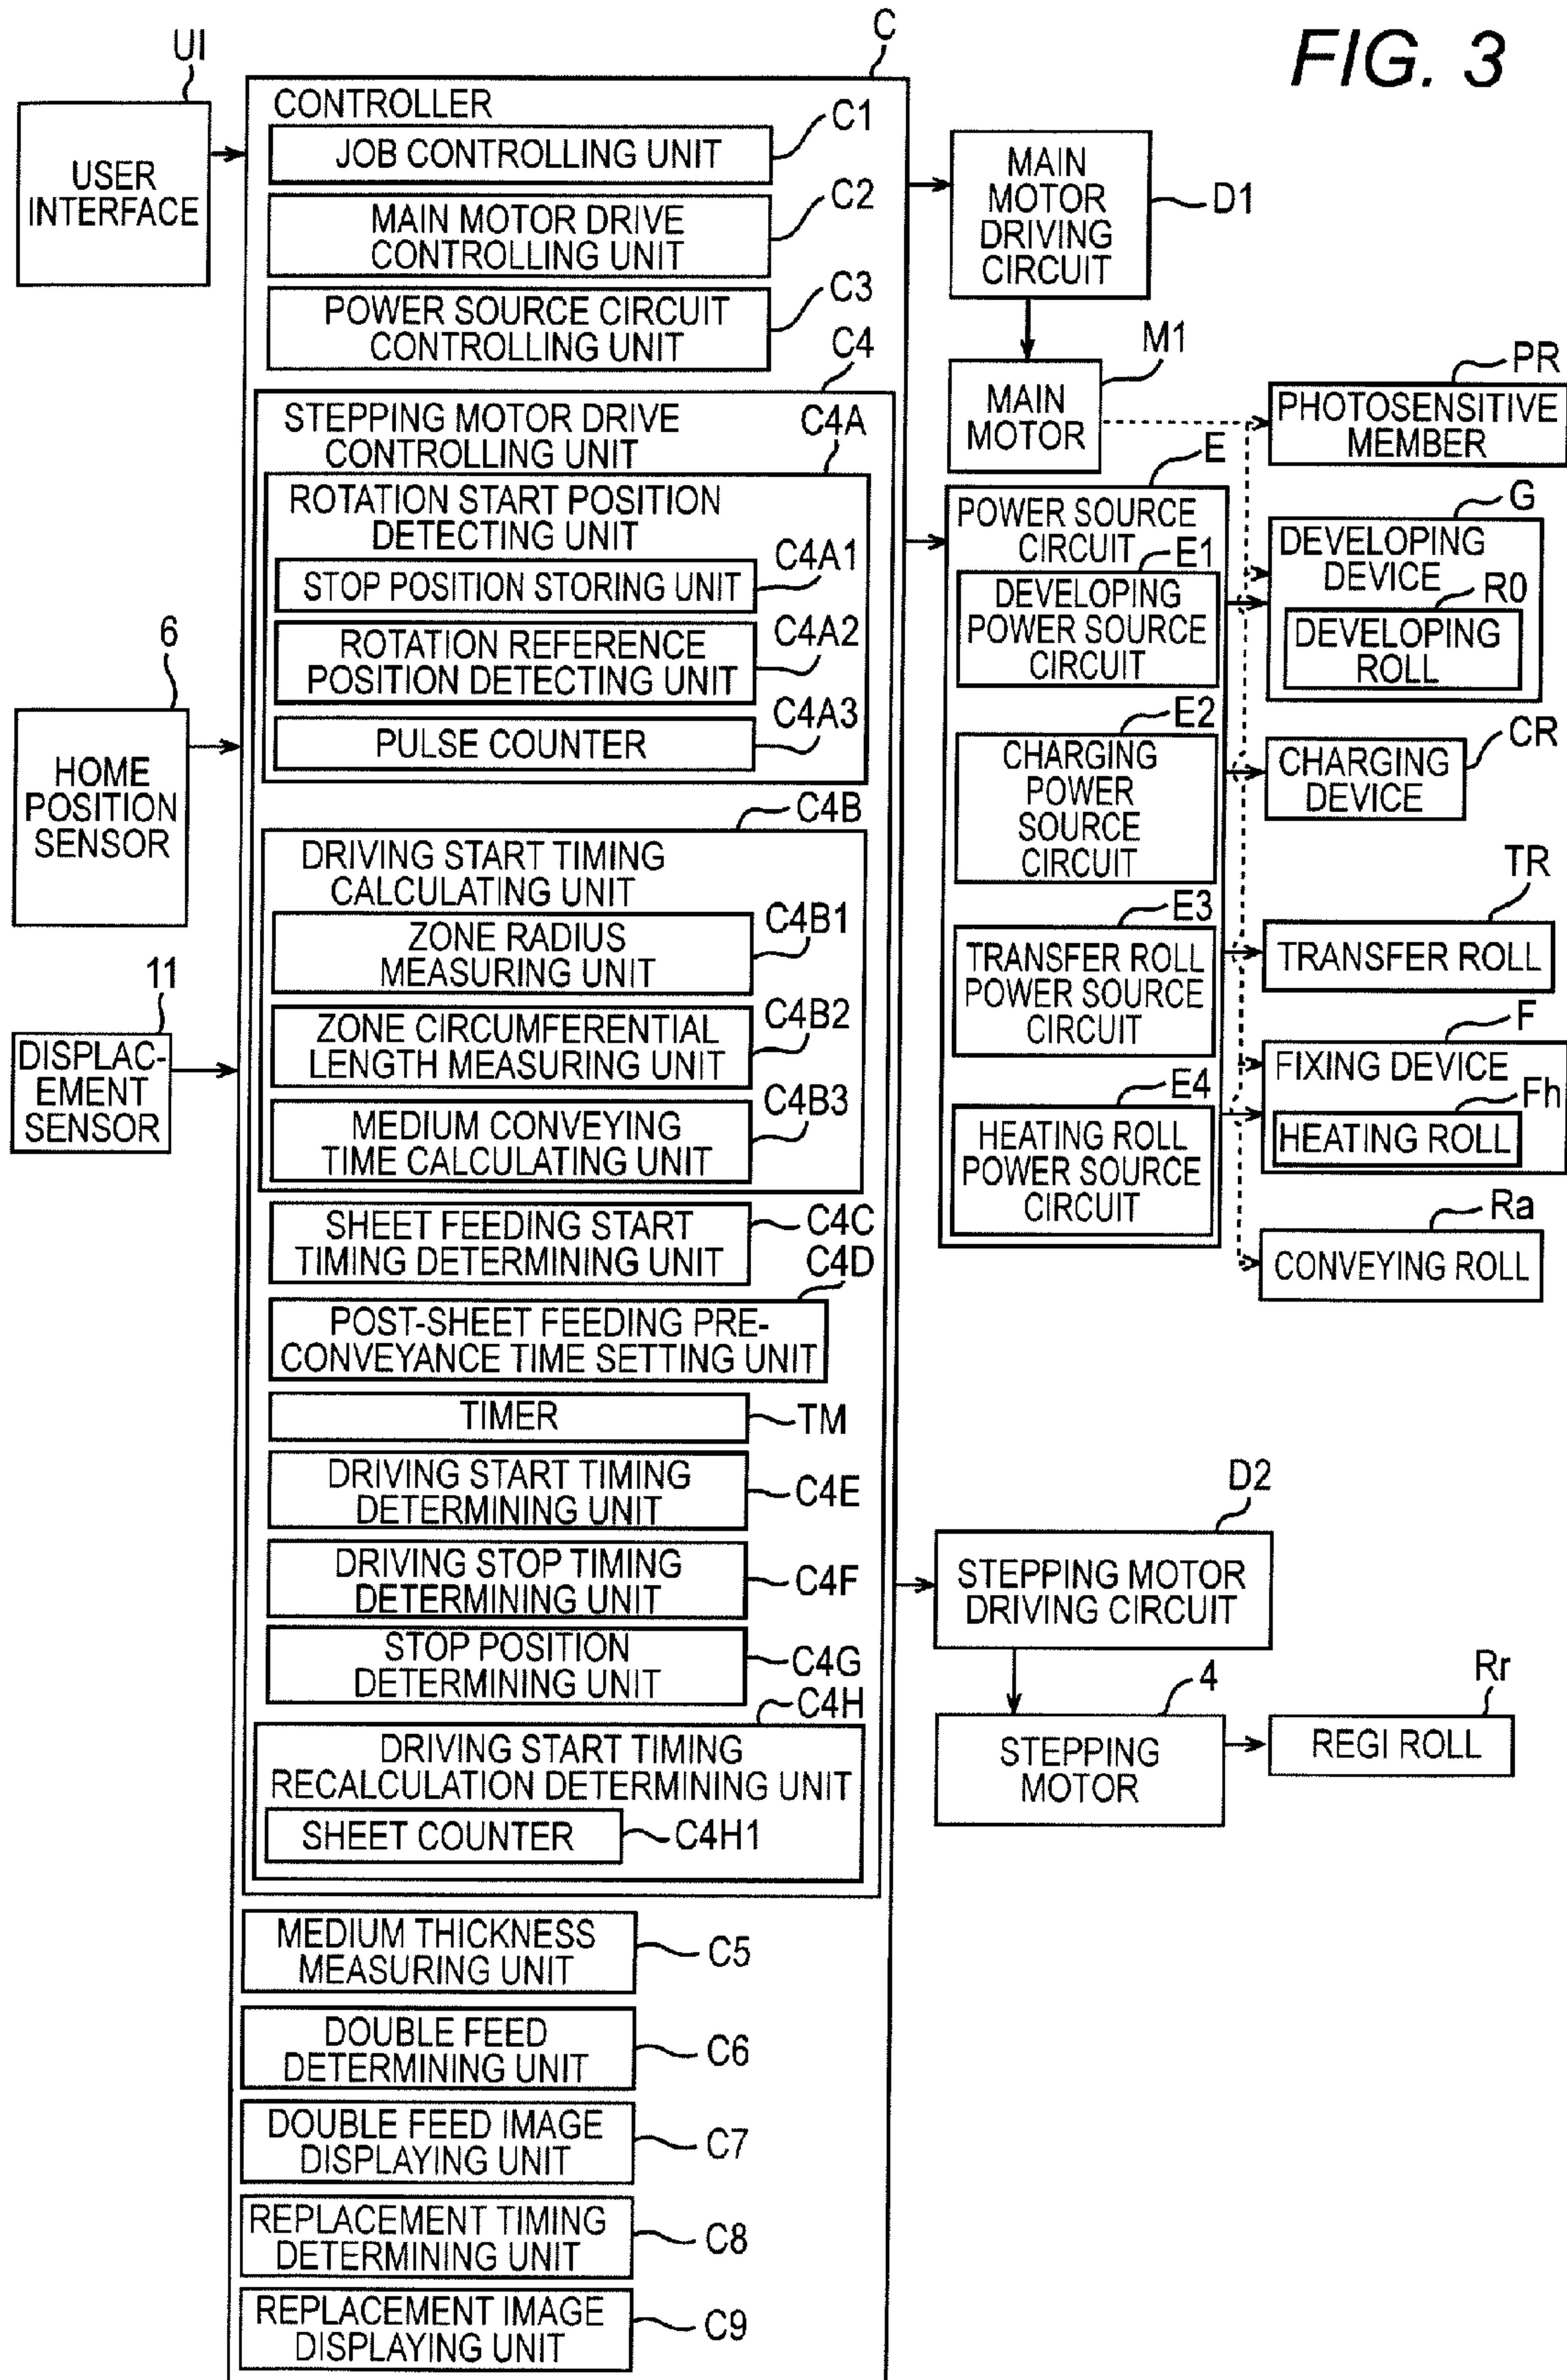 FIG. 3
UI
USER
INTERFACE
6
HOME
POSITION
SENSOR
11
DISPLAC-
EMENT
SENSOR
C
CONTROLLER
JOB CONTROLLING UNIT
C1
MAIN MOTOR DRIVE
CONTROLLING UNIT
C2
POWER SOURCE CIRCUIT
CONTROLLING UNIT
C3
C4
STEPPING MOTOR DRIVE
CONTROLLING UNIT
C4A
ROTATION START POSITION
DETECTING UNIT
STOP POSITION STORING UNIT
C4A1
ROTATION REFERENCE
POSITION DETECTING UNIT
C4A2
PULSE COUNTER
C4A3
C4B
DRIVING START TIMING
CALCULATING UNIT
ZONE RADIUS
MEASURING UNIT
C4B1
ZONE CIRCUMFERENTIAL
LENGTH MEASURING UNIT
C4B2
MEDIUM CONVEYING
TIME CALCULATING UNIT
C4B3
SHEET FEEDING START
TIMING DETERMINING UNIT
C4C
C4D
POST-SHEET FEEDING PRE-
CONVEYANCE TIME SETTING UNIT
TIMER
TM
DRIVING START TIMING
DETERMINING UNIT
C4E
DRIVING STOP TIMING
DETERMINING UNIT
C4F
STOP POSITION
DETERMINING UNIT
C4G
C4H
DRIVING START TIMING
RECALCULATION DETERMINING UNIT
SHEET COUNTER
C4H1
MEDIUM THICKNESS
MEASURING UNIT
C5
DOUBLE FEED
DETERMINING UNIT
C6
DOUBLE FEED IMAGE
DISPLAYING UNIT
C7
REPLACEMENT TIMING
DETERMINING UNIT
C8
REPLACEMENT IMAGE
DISPLAYING UNIT
C9
MAIN
MOTOR
DRIVING
CIRCUIT
D1
M1
MAIN
MOTOR
E
POWER SOURCE
CIRCUIT
E1
DEVELOPING
POWER SOURCE
CIRCUIT
E2
CHARGING
POWER
SOURCE
CIRCUIT
E3
TRANSFER ROLL
POWER SOURCE
CIRCUIT
E4
HEATING ROLL
POWER SOURCE
CIRCUIT
PR
PHOTOSENSITIVE
MEMBER
G
DEVELOPING
DEVICE
R0
DEVELOPING
ROLL
CR
CHARGING
DEVICE
TR
TRANSFER ROLL
F
FIXING DEVICE
Fh
HEATING ROLL
Ra
CONVEYING ROLL
D2
STEPPING MOTOR
DRIVING CIRCUIT
4
STEPPING
MOTOR
Rr
REGI ROLL